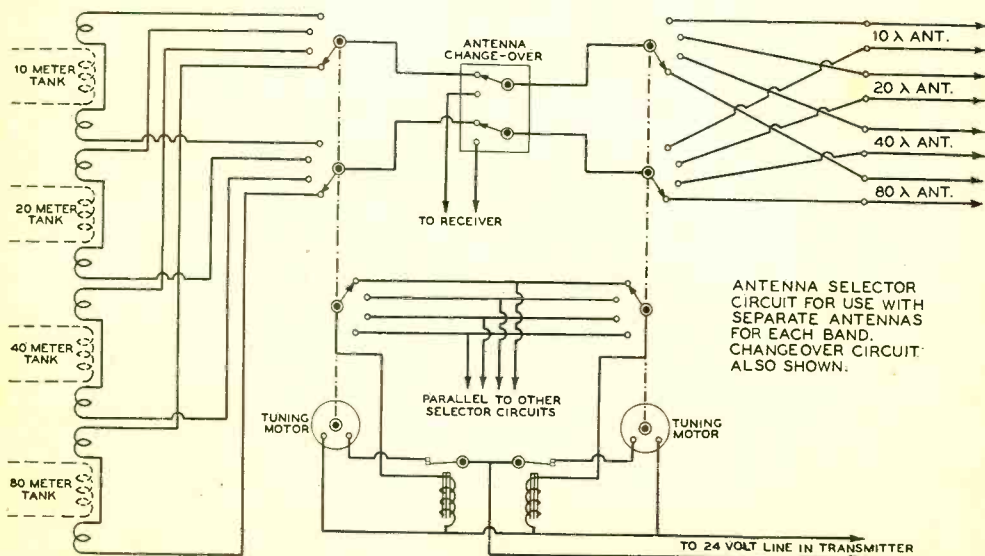 10 METER
TANK
20 METER
TANK
40 METER
TANK
80 METER
TANK
ANTENNA
CHANGE-OVER
TO RECEIVER
10 λ ANT.
20 λ ANT.
40 λ ANT.
80 λ ANT.
ANTENNA SELECTOR
CIRCUIT FOR USE WITH
SEPARATE ANTENNAS
FOR EACH BAND.
CHANGEOVER CIRCUIT
ALSO SHOWN.
PARALLEL TO OTHER
SELECTOR CIRCUITS
TUNING
MOTOR
TUNING
MOTOR
TO 24 VOLT LINE IN TRANSMITTER